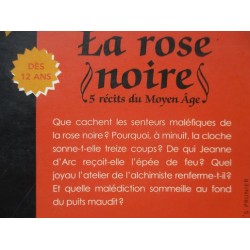 DÈS
12 ANS
La rose
noire
5 récits du Moyen Âge
Que cachent les senteurs maléfiques de
la rose noire ? Pourquoi, à minuit, la cloche
sonne-t-elle treize coups ? De qui Jeanne
d'Arc reçoit-elle l'épée de feu ? Quel
joyau l'atelier de l'alchimiste renferme-t-il ?
Et quelle malédiction sommeille au fond
du puits maudit ?